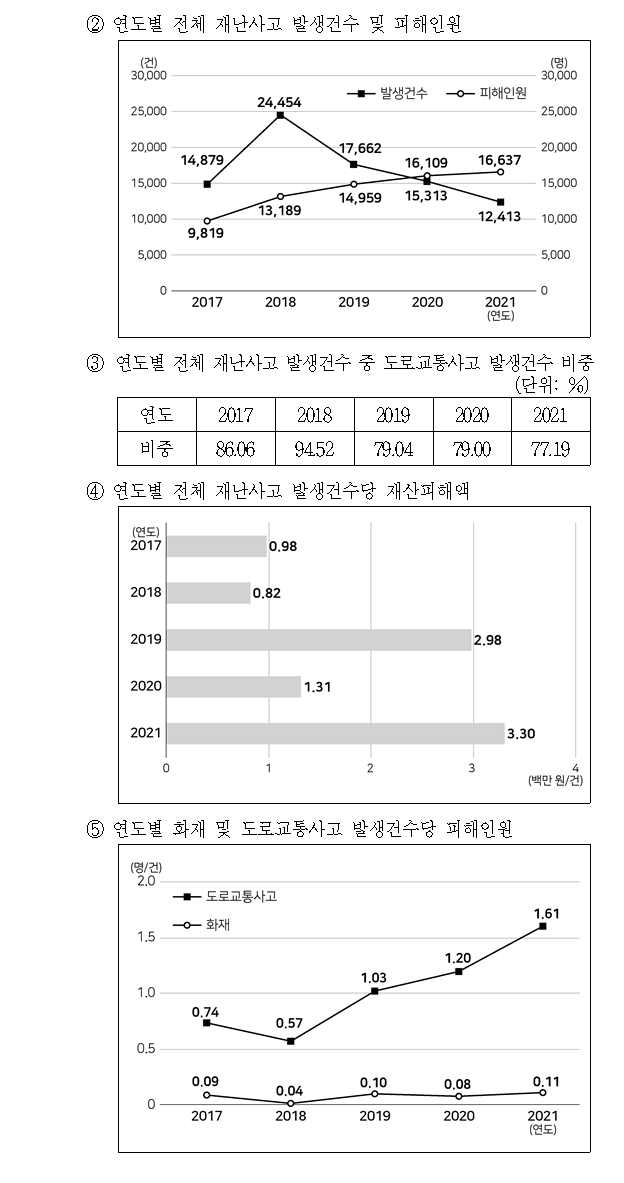 ② 연도별 전체 재난사고 발생건수 및 피해인원
(건) (명)
30,000 30,000
발생건수 피해인원
25,000 24,454 25,000
20,000 20,000
14,879 17,662 16,109 16,637
15,000 15,000
13,189 14,959 15,313 12,413
10,000 10,000
9,819
5,000 5,000
0 0
2017 2018 2019 2020 2021
(연도)
③ 연도별 전체 재난사고 발생건수 중 도로교통사고 발생건수 비중
(단위: %)
연도 2017 2018 2019 2020 2021
비중 86.06 94.52 79.04 79.00 77.19
④ 연도별 전체 재난사고 발생건수당 재산피해액
(연도)
2017 0.98
2018 0.82
2019 2.98
2020 1.31
2021 3.30
0 1 2 3 4
(백만 원/건)
⑤ 연도별 화재 및 도로교통사고 발생건수당 피해인원
(명/건)
2.0
도로교통사고
화재
1.61
1.5
1.20
1.03
1.0
0.74 0.57
0.5
0.09 0.04 0.10 0.08 0.11
0
2017 2018 2019 2020 2021
(연도)